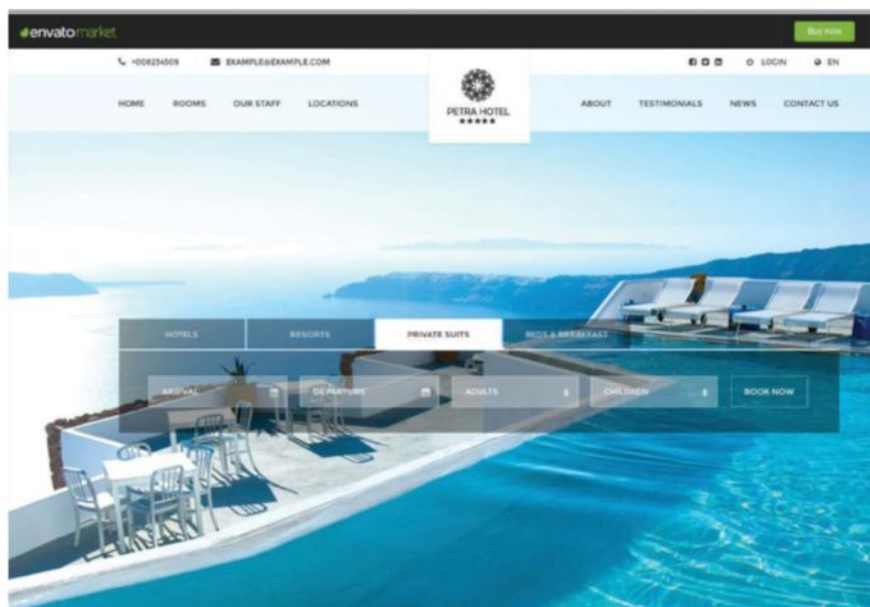 envatomarket
Buy now
+008234509 EXAMPLE@EXAMPLE.COM
LOGIN EN
HOME ROOMS OUR STAFF LOCATIONS
PETRA HOTEL
ABOUT TESTIMONIALS NEWS CONTACT US
HOTELS RESORTS PRIVATE SUITS BEDS & BREAKFAST
ARRIVAL DEPARTURE ADULTS CHILDREN BOOK NOW